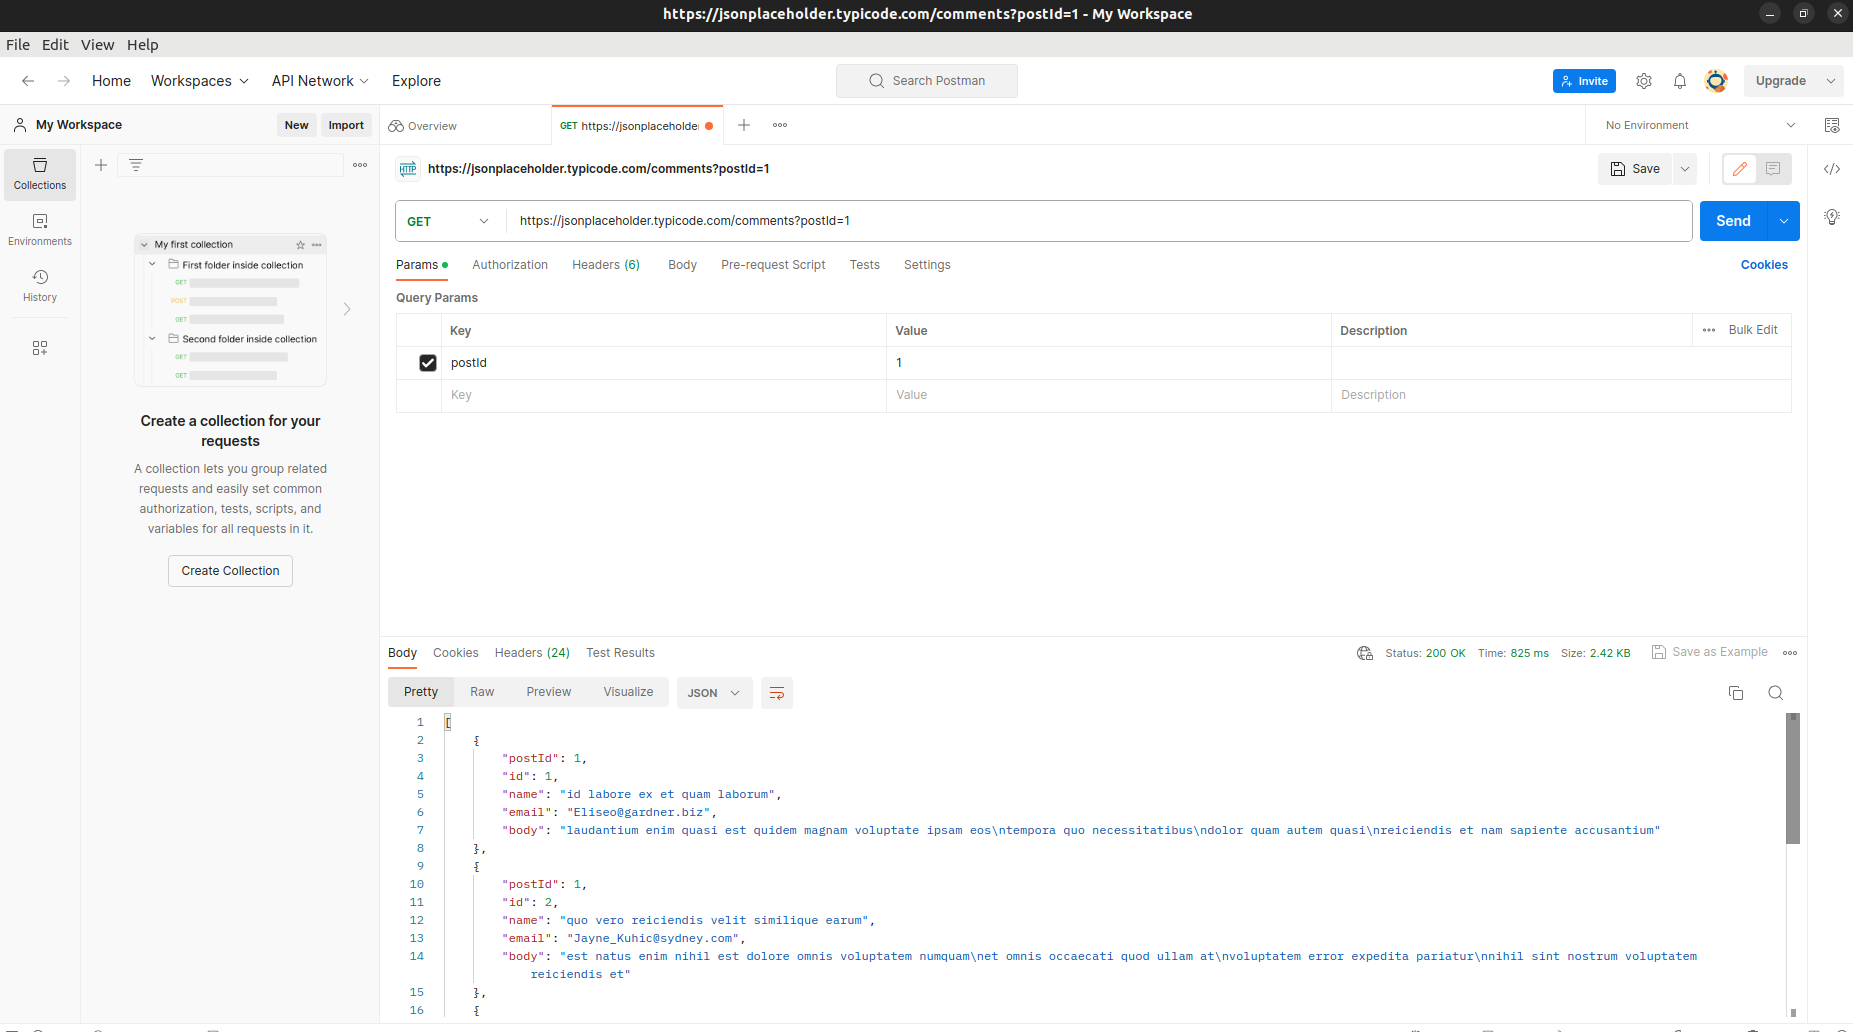 https://jsonplaceholder.typicode.com/comments?postId=1 - My Workspace
File Edit View Help
Home Workspaces API Network Explore Search Postman Invite Upgrade
My Workspace New Import Overview GET https://jsonplaceholder No Environment
Collections
Environments
History
My first collection
First folder inside collection
GET
POST
GET
Second folder inside collection
GET
GET
Create a collection for your
requests
A collection lets you group related
requests and easily set common
authorization, tests, scripts, and
variables for all requests in it.
Create Collection
HTTP https://jsonplaceholder.typicode.com/comments?postId=1 Save
GET https://jsonplaceholder.typicode.com/comments?postId=1 Send
Params Authorization Headers (6) Body Pre-request Script Tests Settings Cookies
Query Params
Key Value Description Bulk Edit
postId 1
Key Value Description
Body Cookies Headers (24) Test Results Status: 200 OK Time: 825 ms Size: 2.42 KB Save as Example
Pretty Raw Preview Visualize JSON
1 [
2 {
3 "postId": 1,
4 "id": 1,
5 "name": "id labore ex et quam laborum",
6 "email": "Eliseo@gardner.biz",
7 "body": "laudantium enim quasi est quidem magnam voluptate ipsam eos\ntempora quo necessitatibus\ndolor quam autem quasi\nreiciendis et nam sapiente accusantium"
8 },
9 {
10 "postId": 1,
11 "id": 2,
12 "name": "quo vero reiciendis velit similique earum",
13 "email": "Jayne_Kuhic@sydney.com",
14 "body": "est natus enim nihil est dolore omnis voluptatem numquam\net omnis occaecati quod ullam at\nvoluptatem error expedita pariatur\nnihil sint nostrum voluptatem
reiciendis et"
15 },
16 {